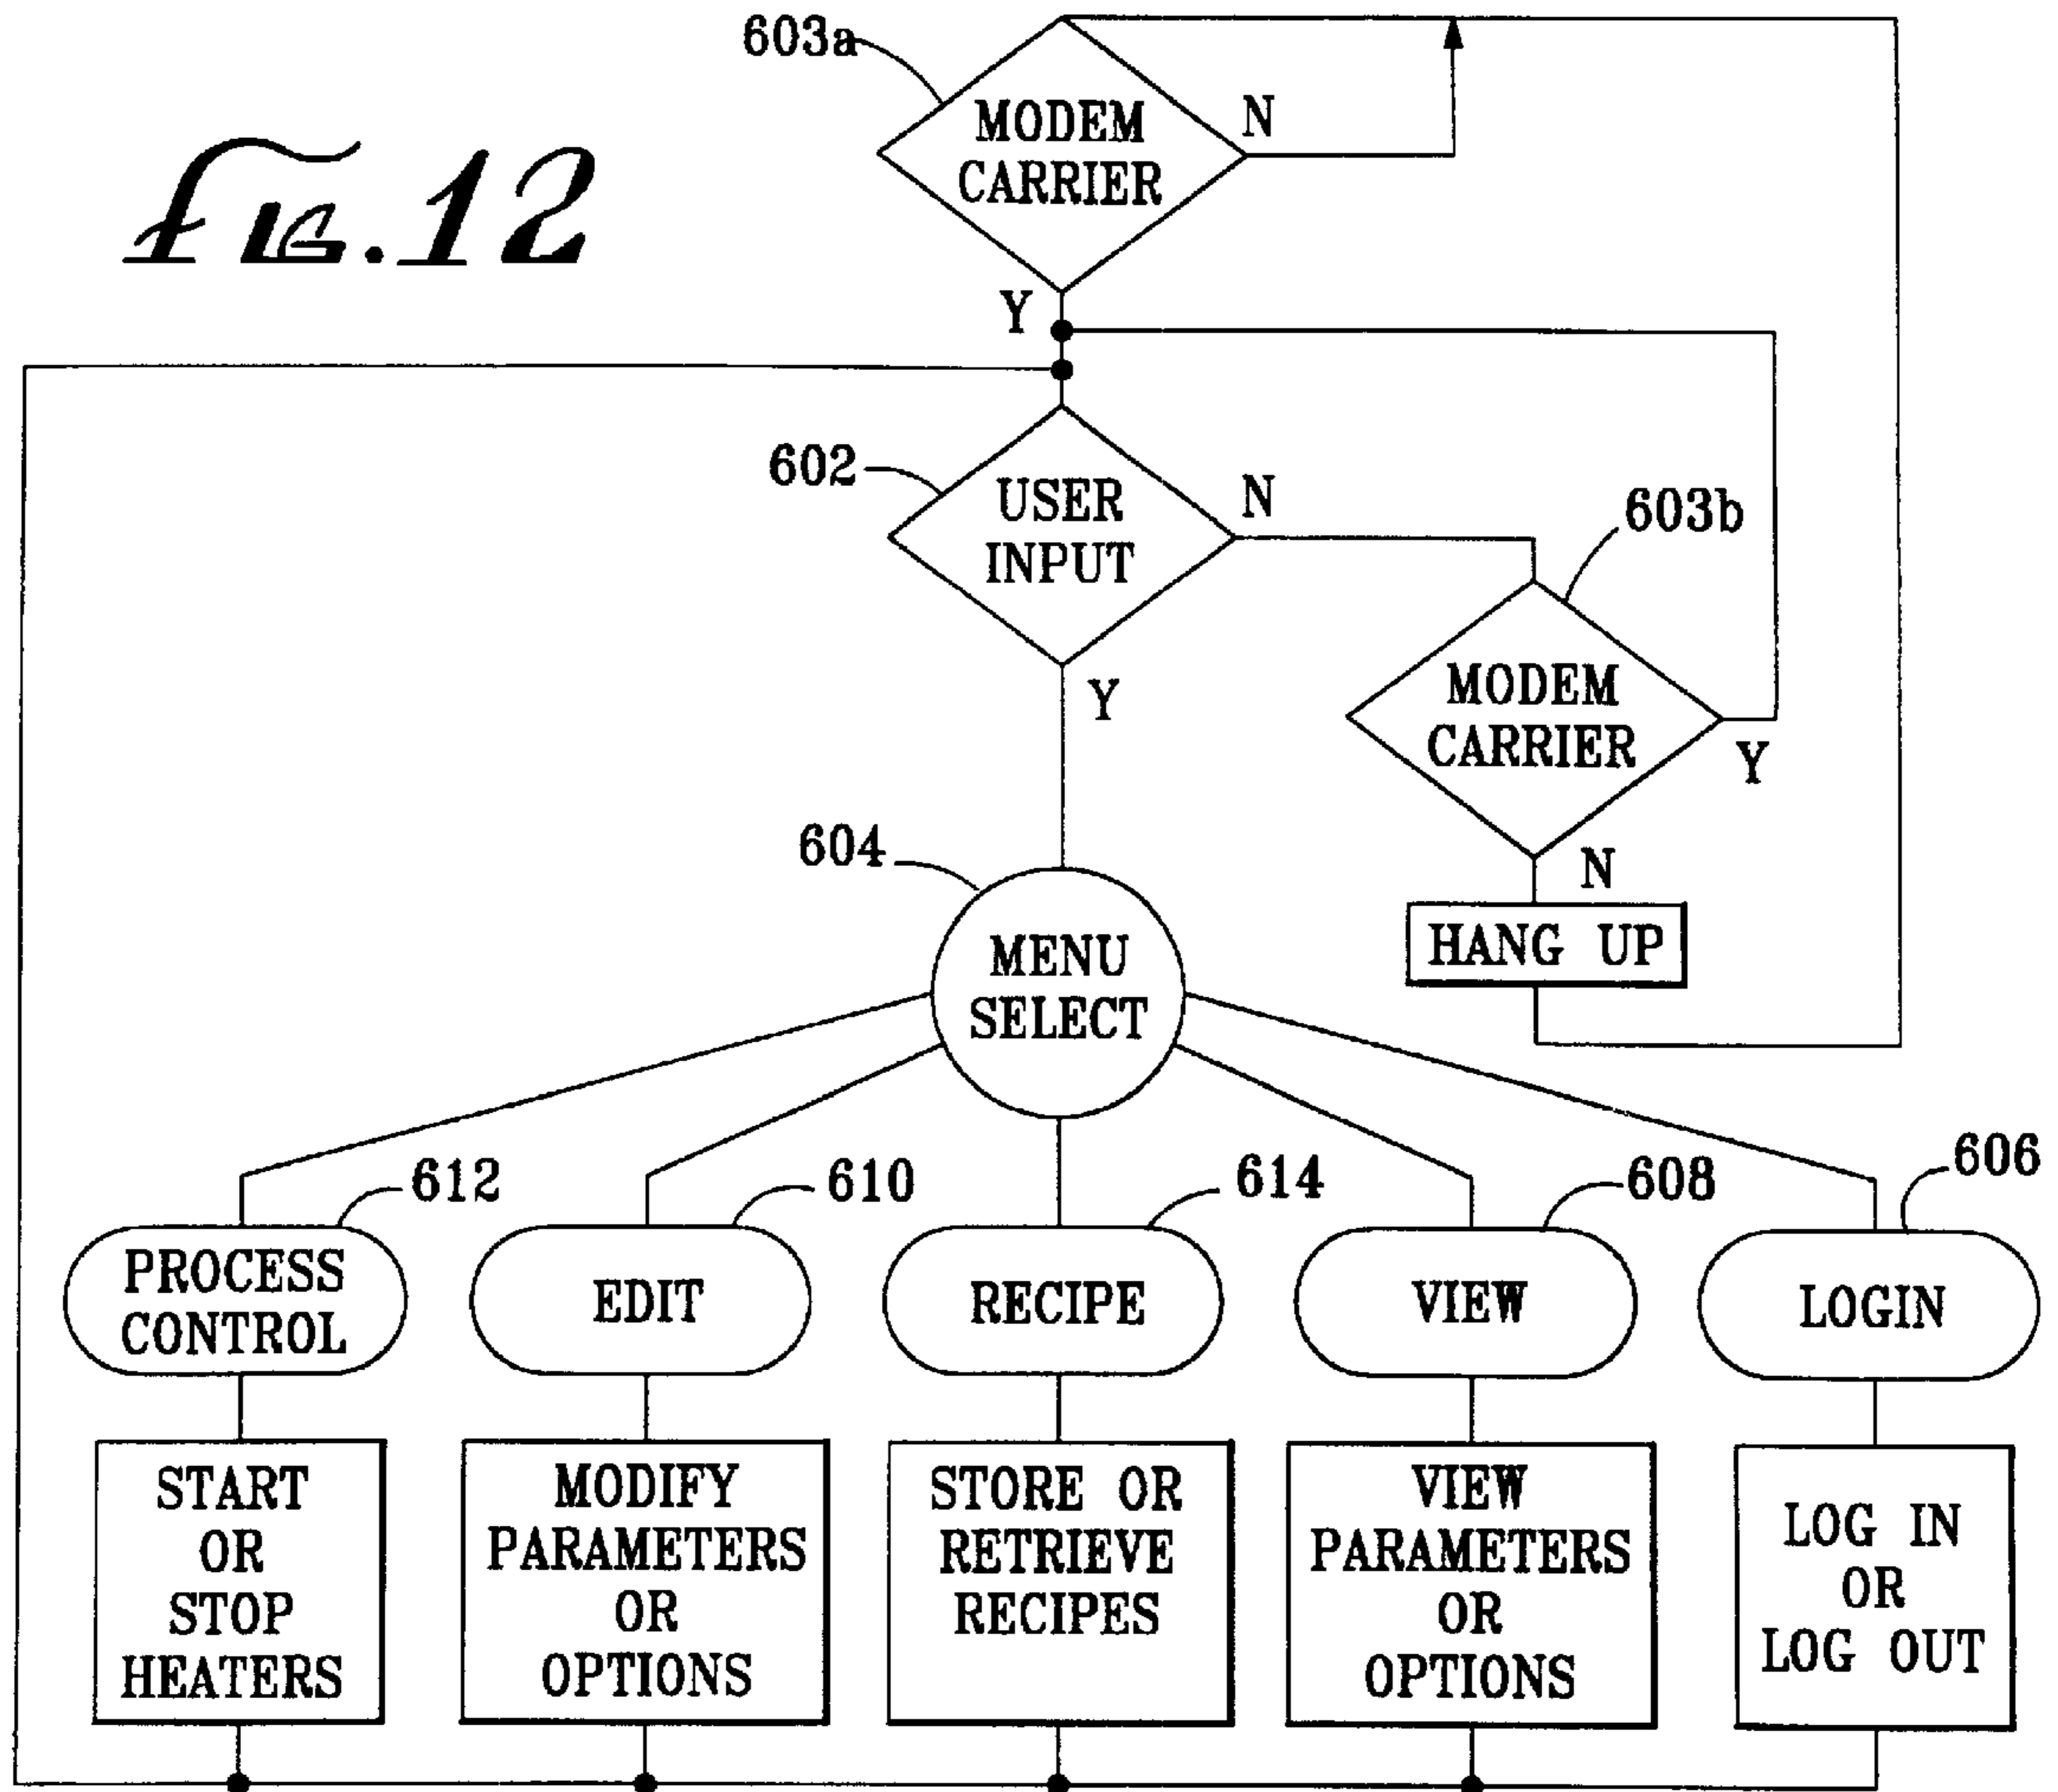 FIG.12
603a
MODEM
CARRIER
N
Y
602
USER
INPUT
N
Y
603b
MODEM
CARRIER
Y
N
HANG UP
604
MENU
SELECT
612
610
614
608
606
PROCESS
CONTROL
EDIT
RECIPE
VIEW
LOGIN
START
OR
STOP
HEATERS
MODIFY
PARAMETERS
OR
OPTIONS
STORE OR
RETRIEVE
RECIPES
VIEW
PARAMETERS
OR
OPTIONS
LOG IN
OR
LOG OUT